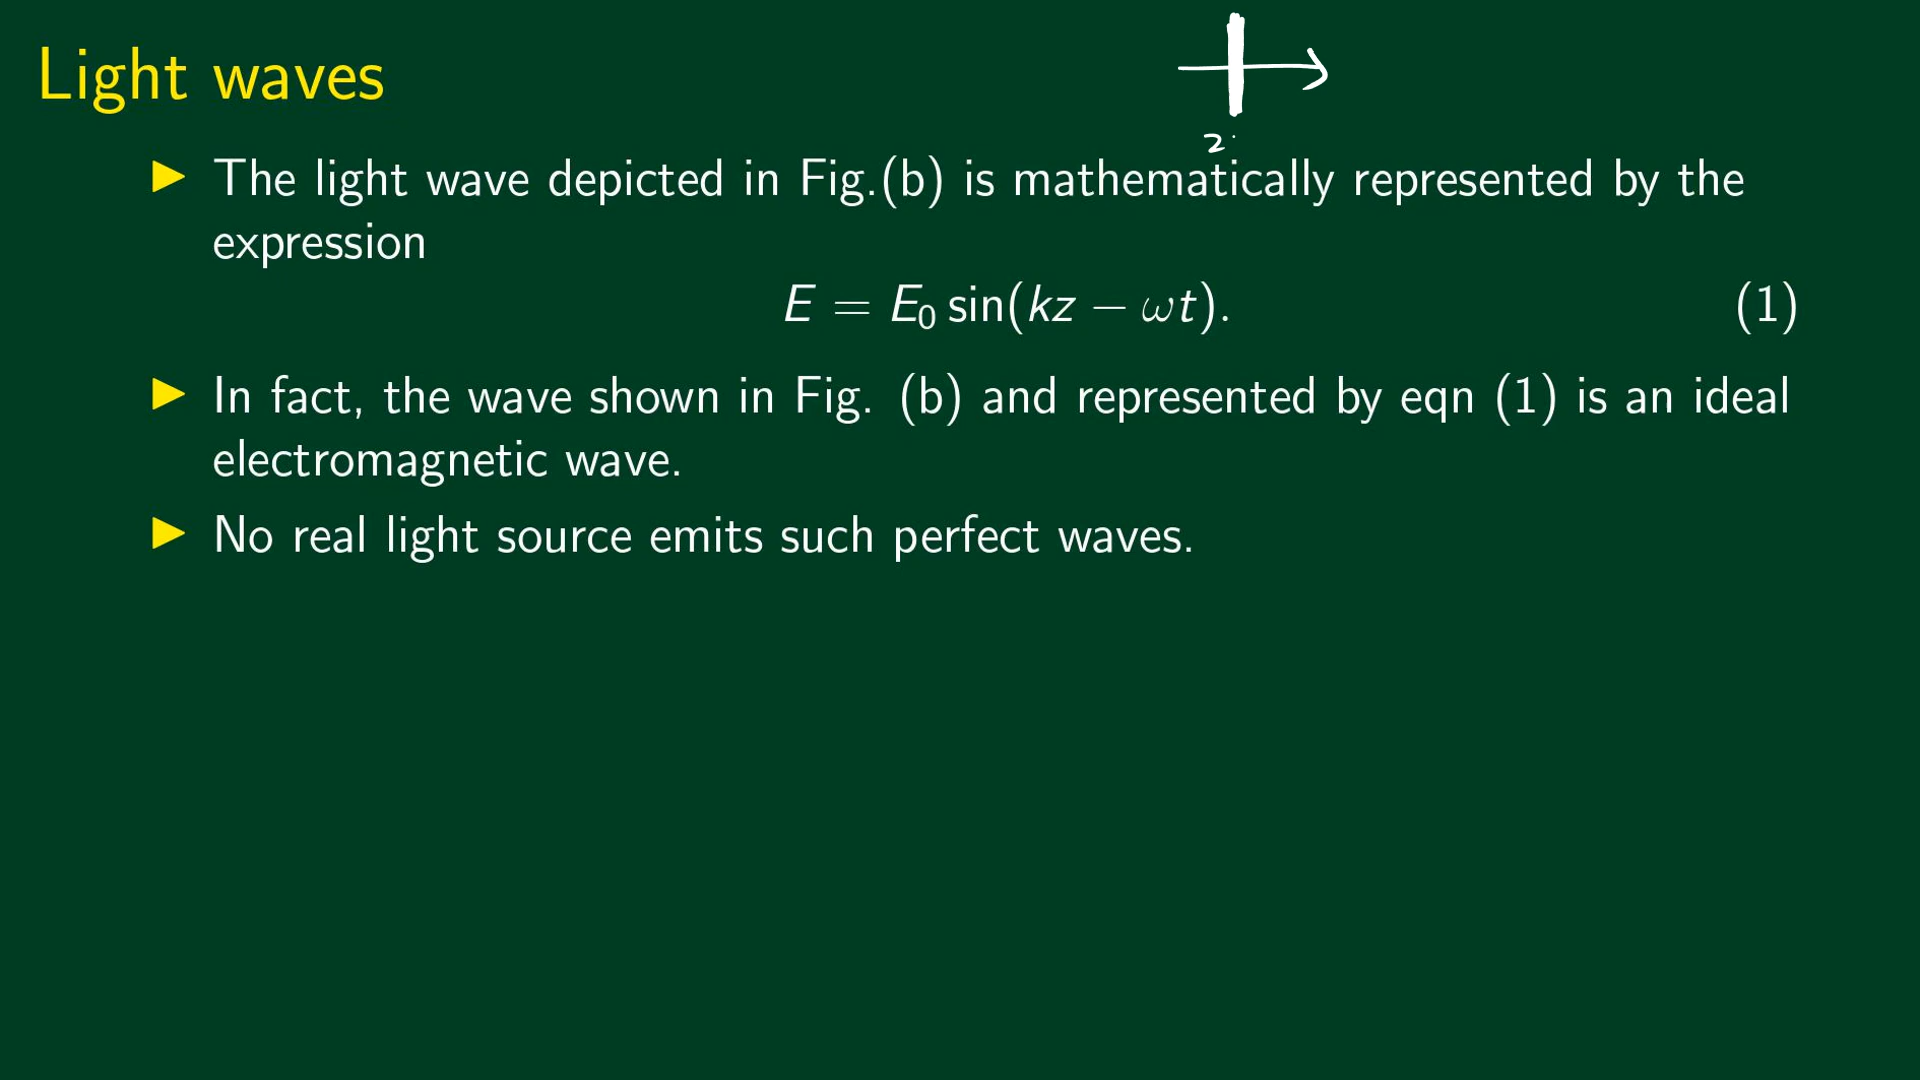 Light waves
2
▶ The light wave depicted in Fig.(b) is mathematically represented by the
expression
E = E₀ sin(kz − ωt). (1)
▶ In fact, the wave shown in Fig. (b) and represented by eqn (1) is an ideal
electromagnetic wave.
▶ No real light source emits such perfect waves.